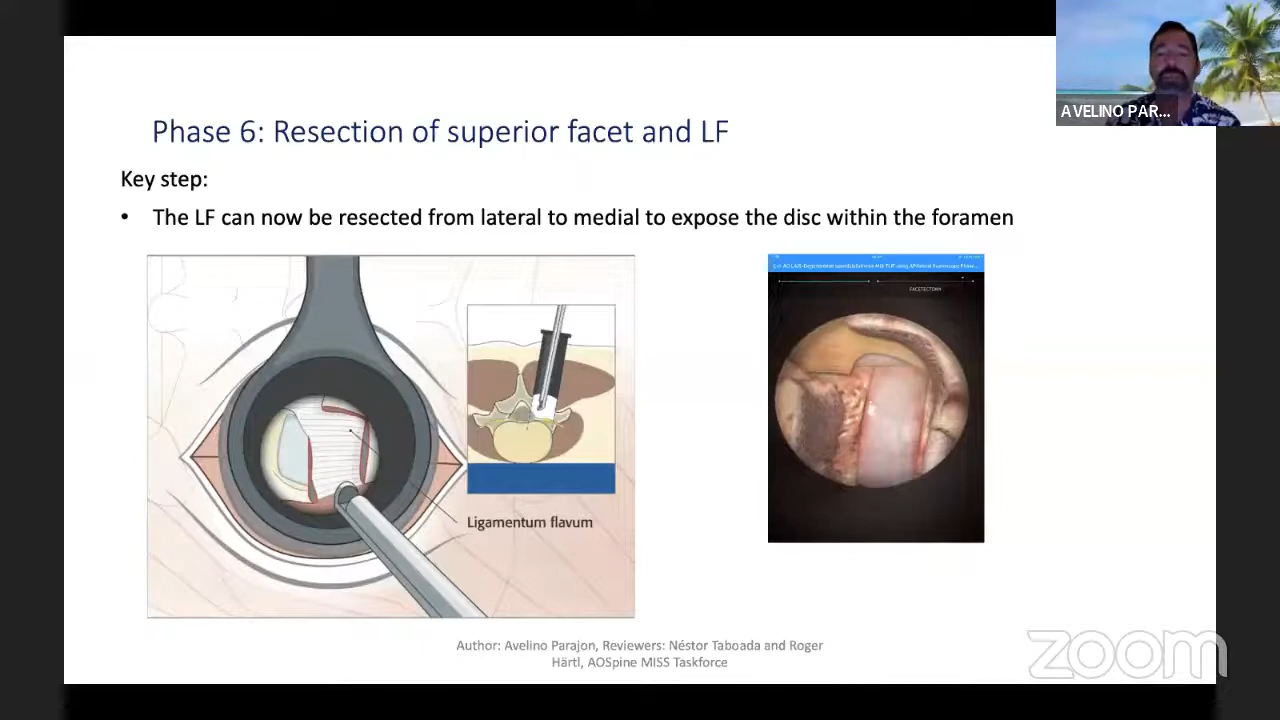 AVELINO PAR...
Phase 6: Resection of superior facet and LF
Key step:
• The LF can now be resected from lateral to medial to expose the disc within the foramen
FACETECTOMY
Ligamentum flavum
Author: Avelino Parajon, Reviewers: Néstor Taboada and Roger
Härtl, AOSpine MISS Taskforce
zoom